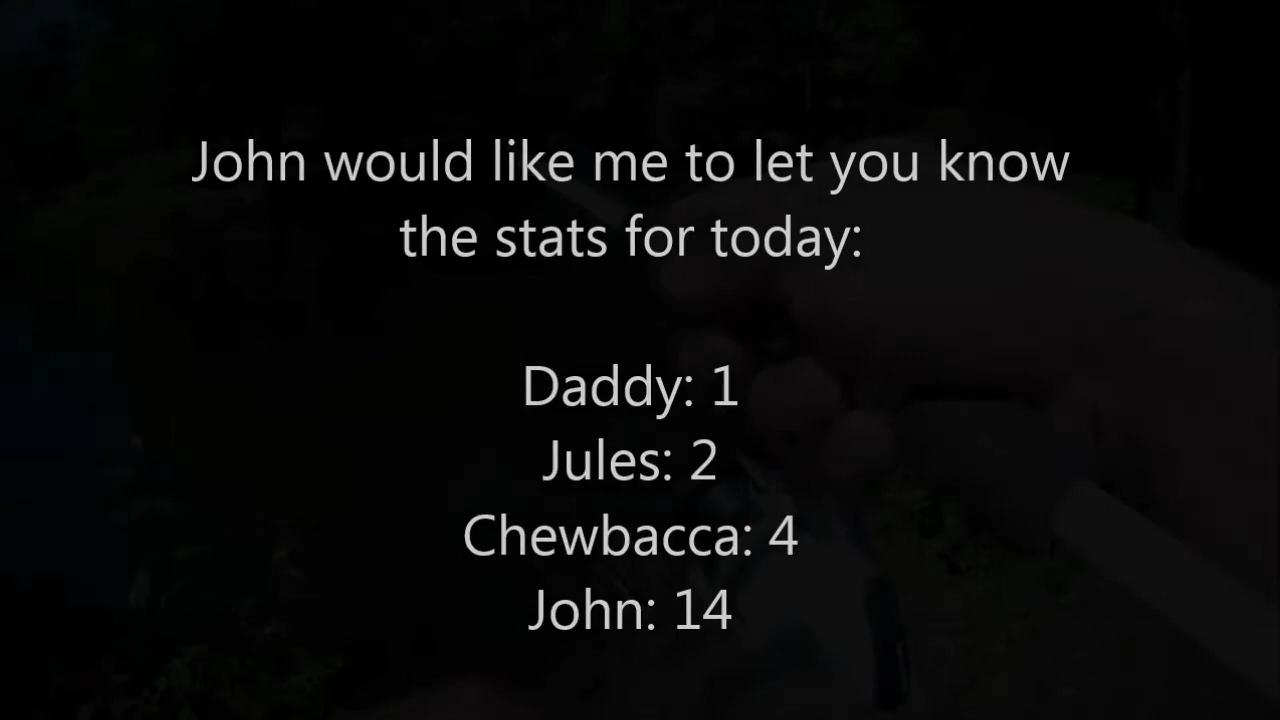 John would like me to let you know
the stats for today:
Daddy: 1
Jules: 2
Chewbacca: 4
John: 14